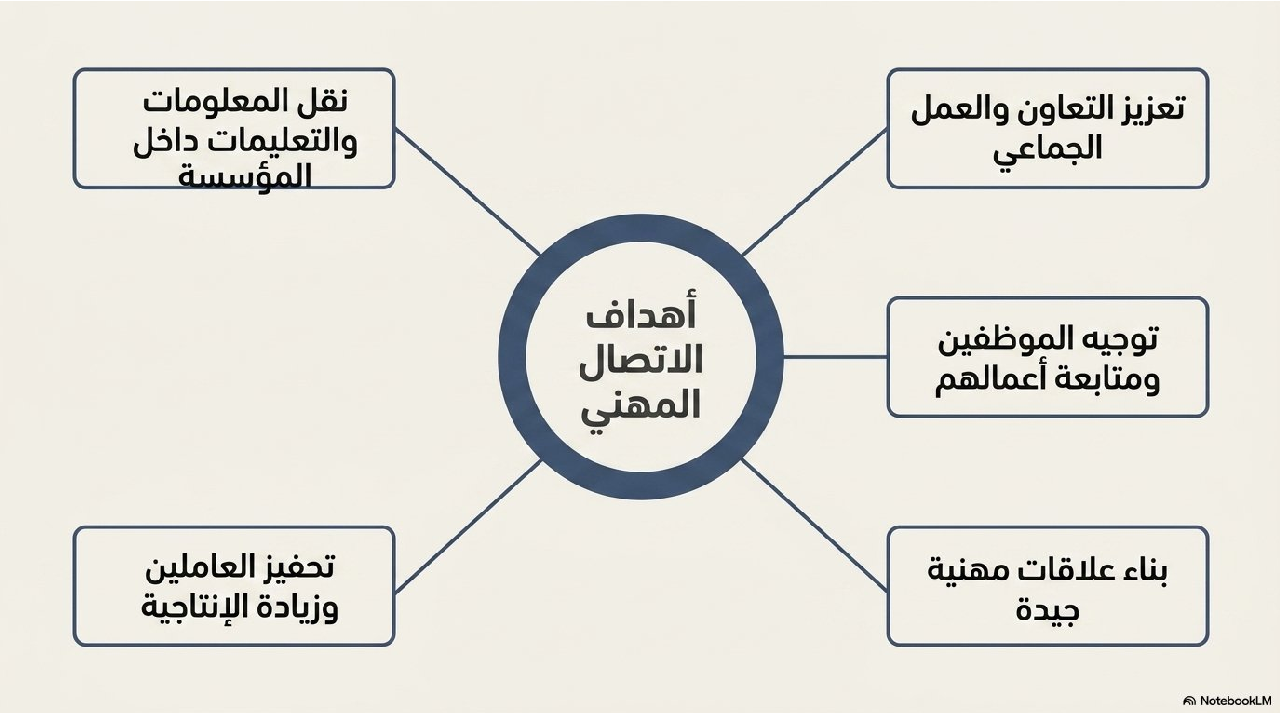 تعزيز التعاون والعمل
الجماعي
نقل المعلومات
والتعليمات داخل
المؤسسة
أهداف
الاتصال
المهني
توجيه الموظفين
ومتابعة أعمالهم
بناء علاقات مهنية
جيدة
تحفيز العاملين
وزيادة الإنتاجية
NotebookLM